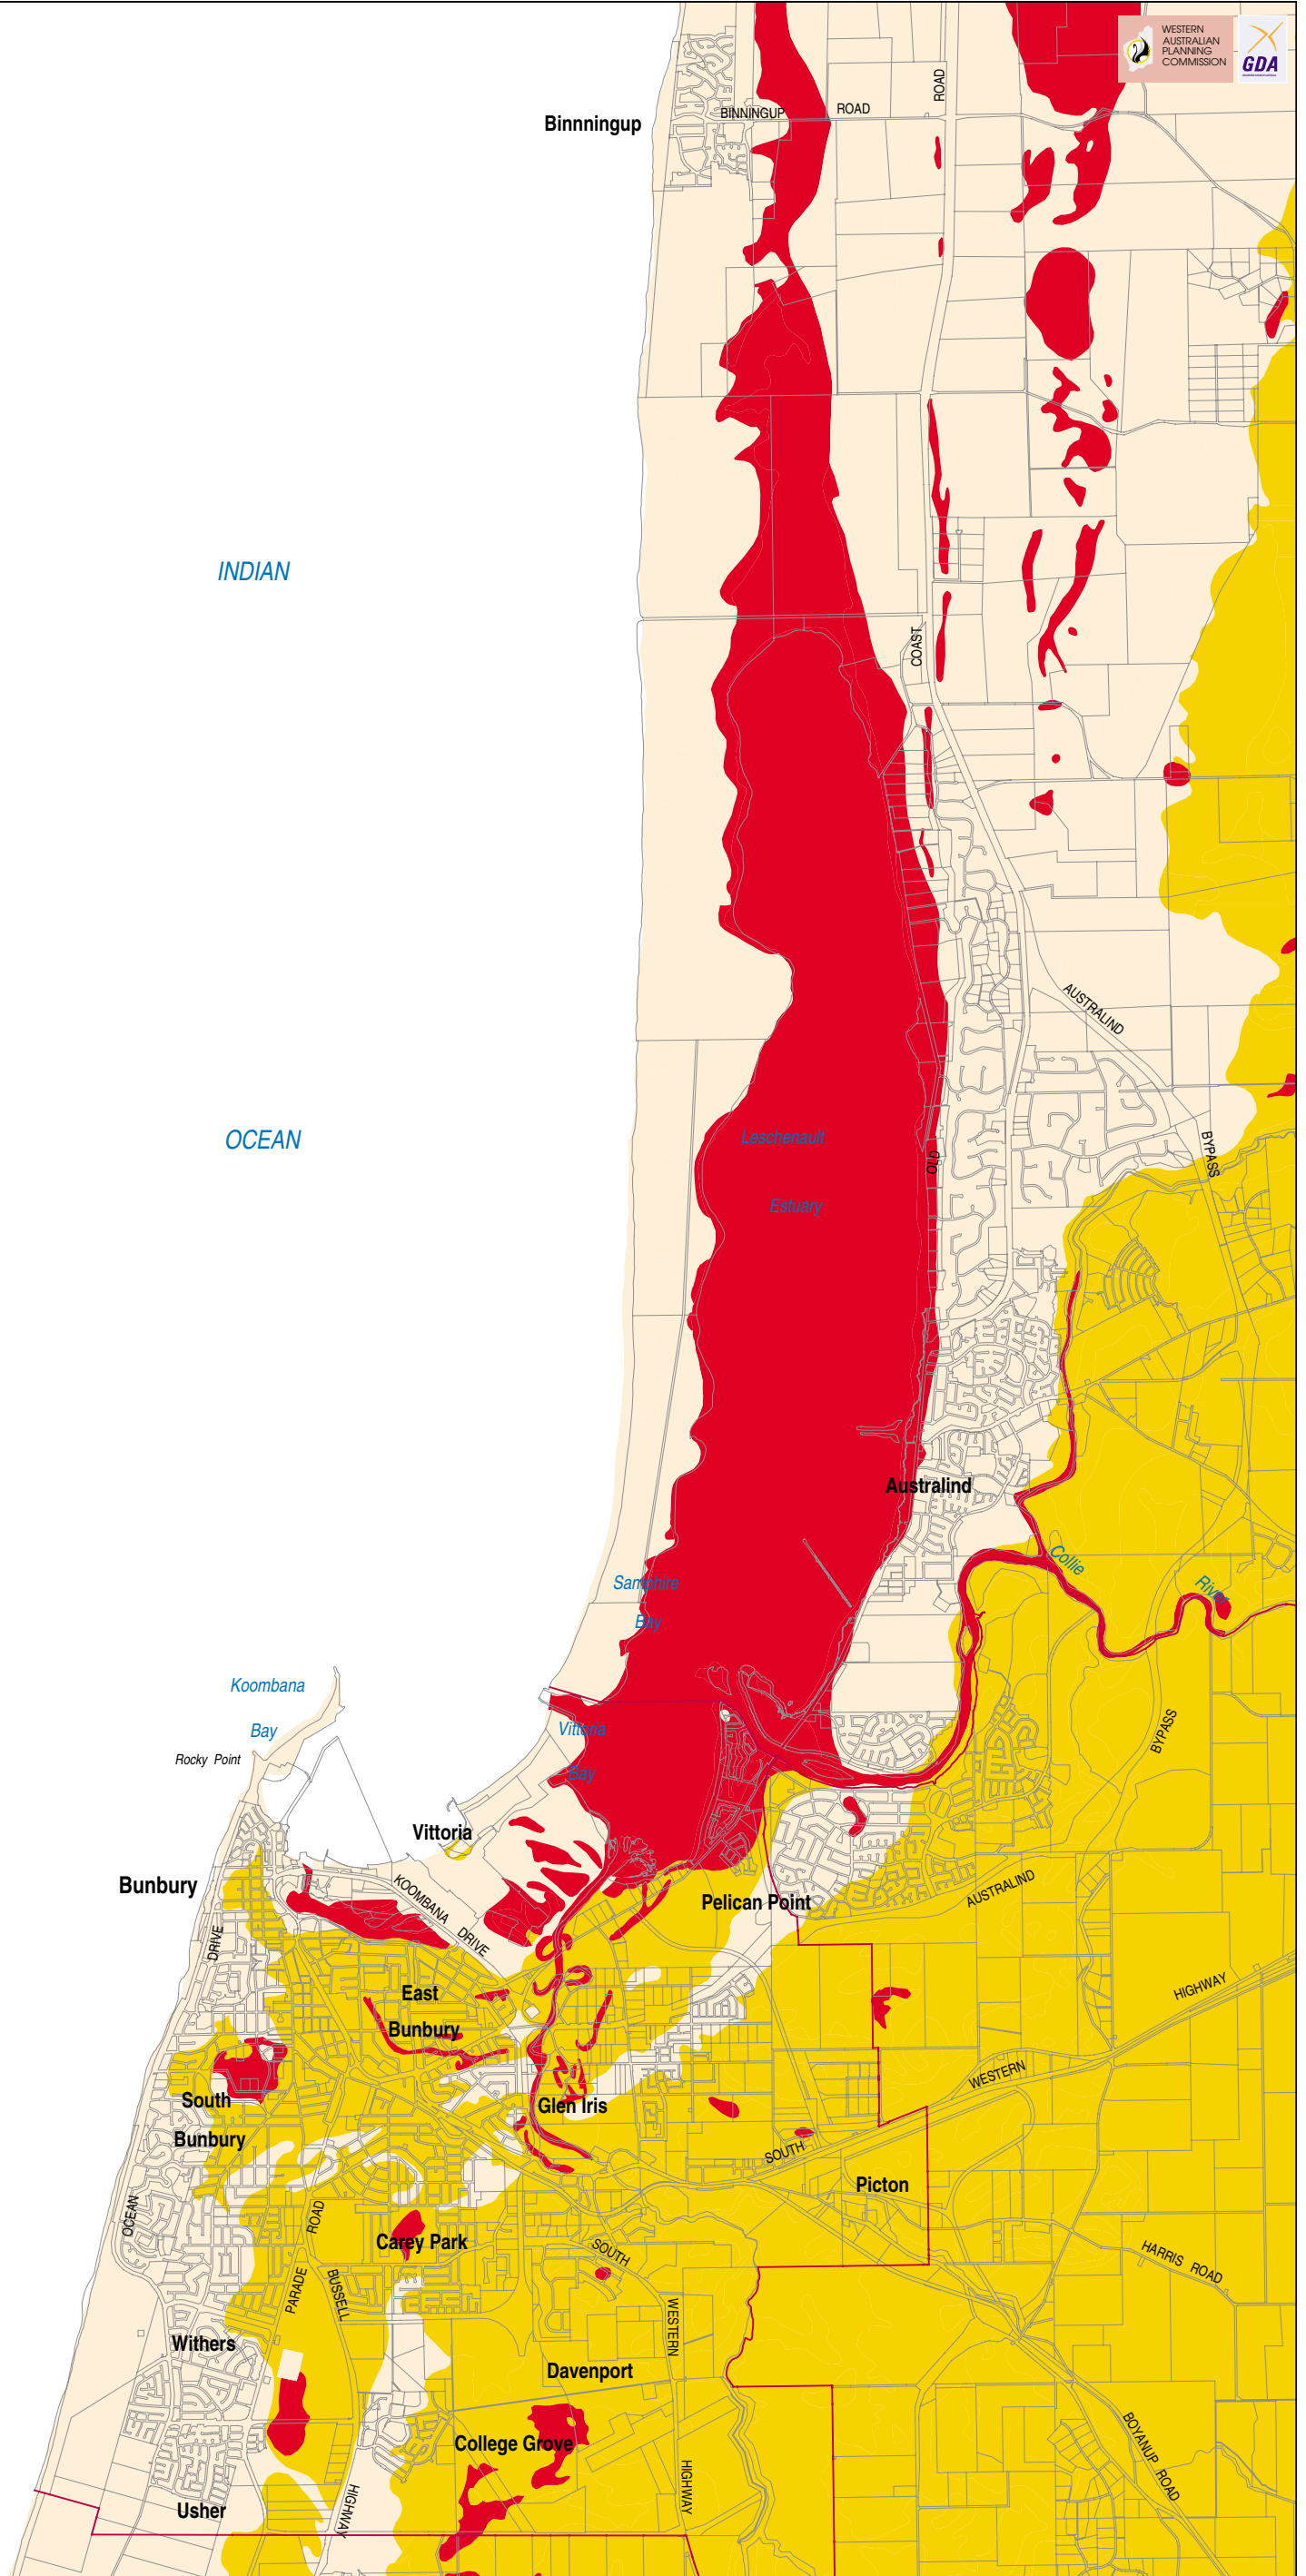 WESTERN
AUSTRALIAN
PLANNING
COMMISSION
GDA
ROAD
BINNINGUP
ROAD
Binnningup
INDIAN
COAST
AUSTRALIND
OCEAN
Leschenault
BYPASS
OLD
Estuary
Australind
Collie
Samphire
River
Bay
Koombana
Vittoria
Bay
BYPASS
Rocky Point
Bay
Vittoria
Bunbury
KOOMBANA
AUSTRALIND
Pelican Point
DRIVE
DRIVE
HIGHWAY
East
Bunbury
WESTERN
South
Glen Iris
Bunbury
SOUTH
Picton
OCEAN
ROAD
Carey Park
SOUTH
HARRIS ROAD
PARADE
BUSSELL
WESTERN
Withers
Davenport
College Grove
BOYANUP ROAD
HIGHWAY
Usher
HIGHWAY